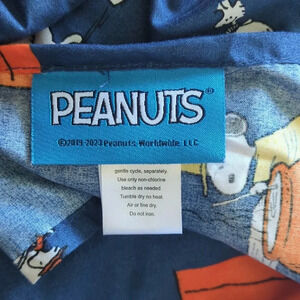 PEANUTS®
©2019-2023 Peanuts Worldwide LLC
gentle cycle, separately.
Use only non-chlorine
bleach as needed
Tumble dry no heat.
Air or fine dry.
Do not iron.